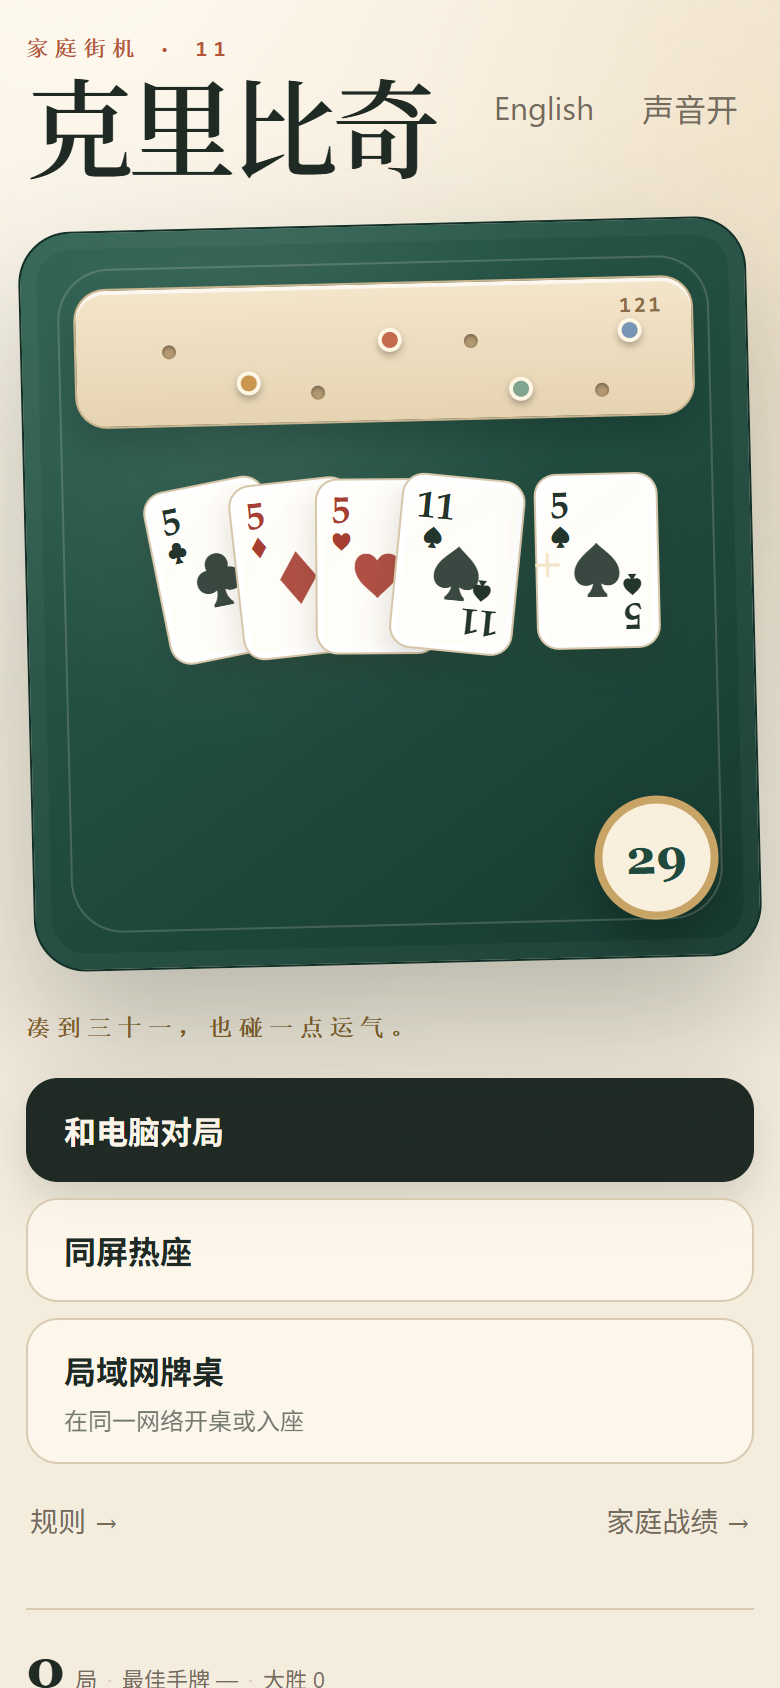 家庭街机 · 11
克里比奇
English 声音开
121
5
5
5
11
11
5
+
5
29
凑到三十一，也碰一点运气。
和电脑对局
同屏热座
局域网牌桌
在同一网络开桌或入座
规则 →
家庭战绩 →
0 局 · 最佳手牌 — · 大胜 0